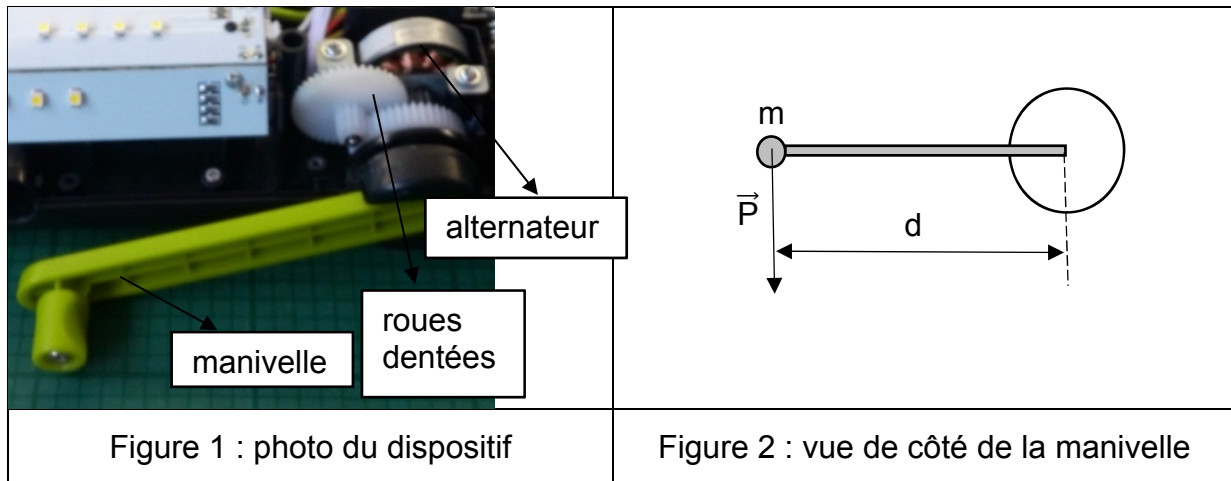 alternateur
roues
dentées
manivelle
m
P
d
Figure 1 : photo du dispositif
Figure 2 : vue de côté de la manivelle